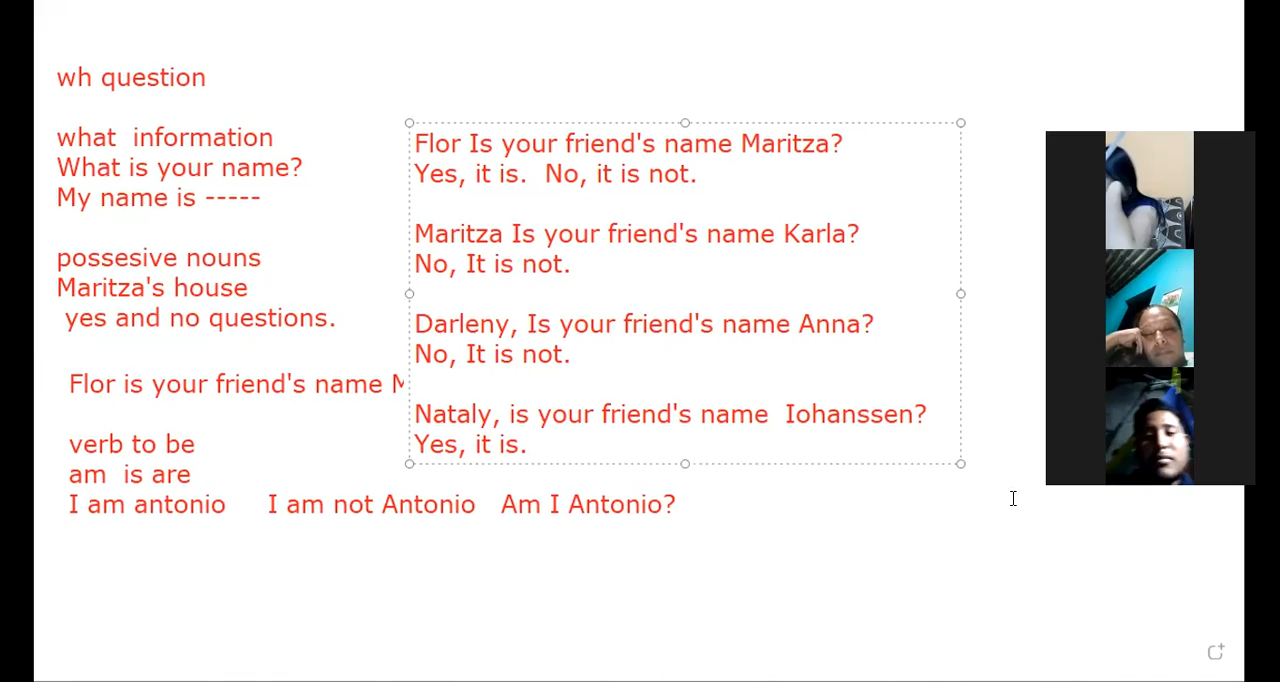 wh question
what  information
What is your name?
My name is -----
possesive nouns
Maritza's house
yes and no questions.
Flor is your friend's name
verb to be
am  is are
I am antonio     I am not Antonio   Am I Antonio?
Flor Is your friend's name Maritza?
Yes, it is.  No, it is not.
Maritza Is your friend's name Karla?
No, It is not.
Darleny, Is your friend's name Anna?
No, It is not.
Nataly, is your friend's name  Iohanssen?
Yes, it is.